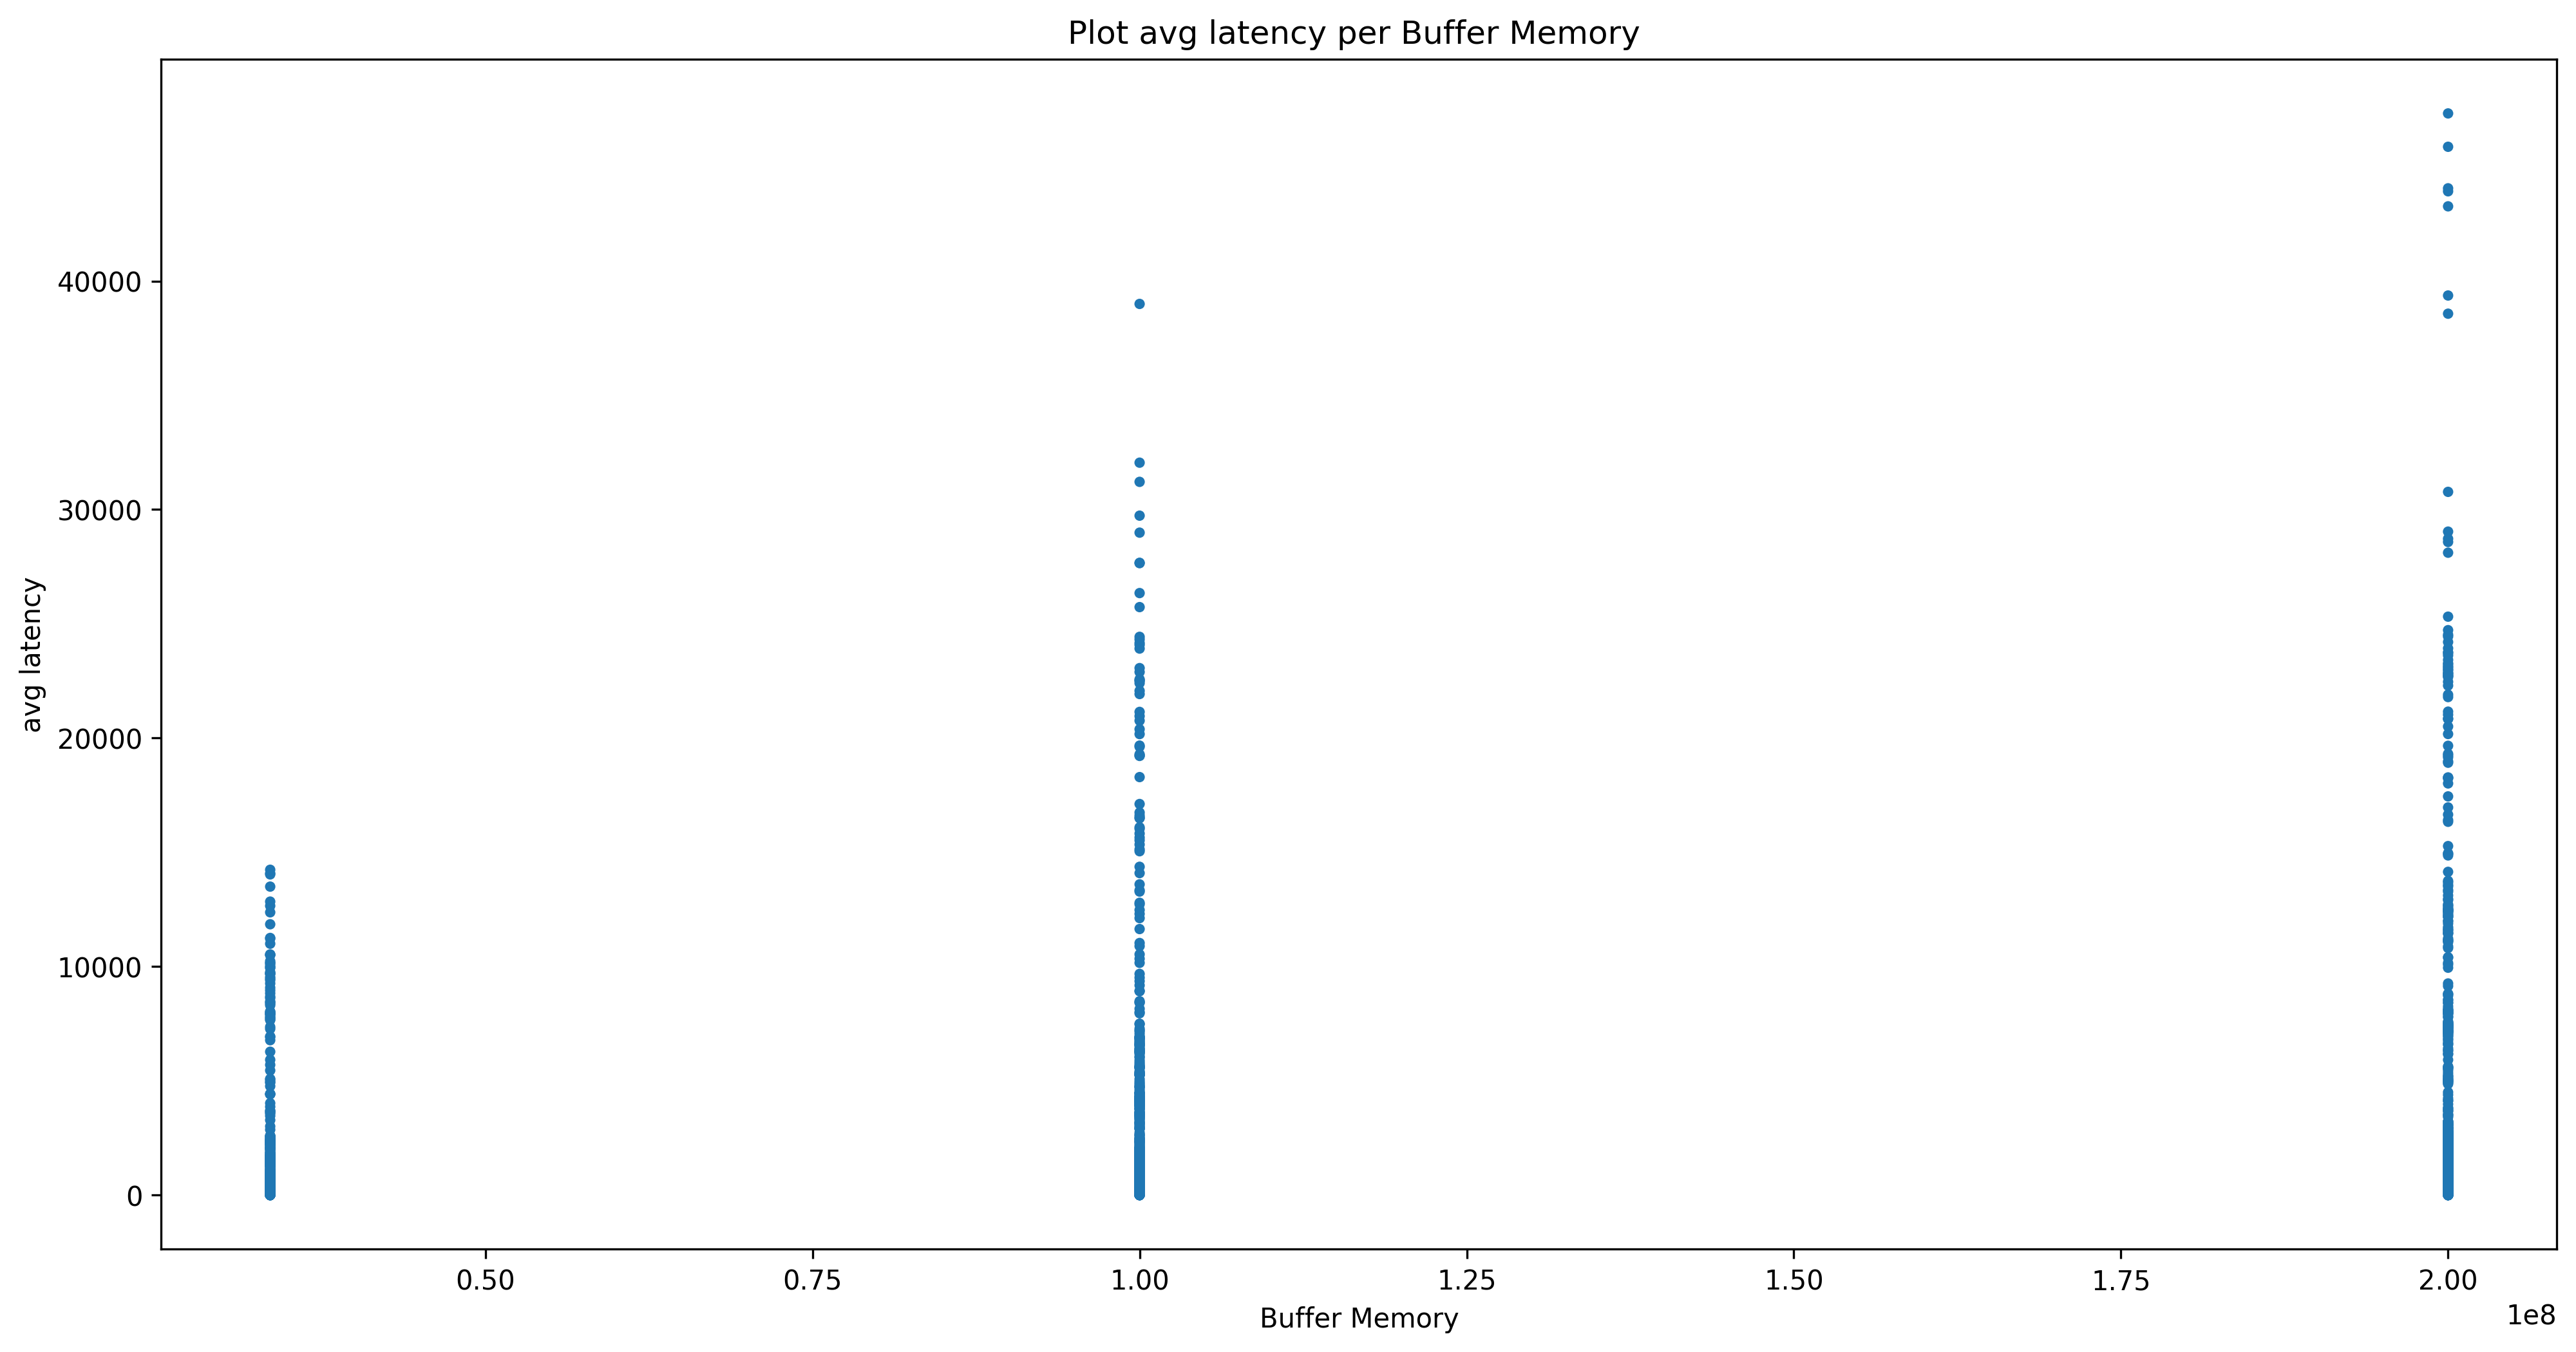 Plot avg latency per Buffer Memory
avg latency
40000
30000
20000
10000
0
0.50 0.75 1.00 1.25 1.50 1.75 2.00
1e8
Buffer Memory